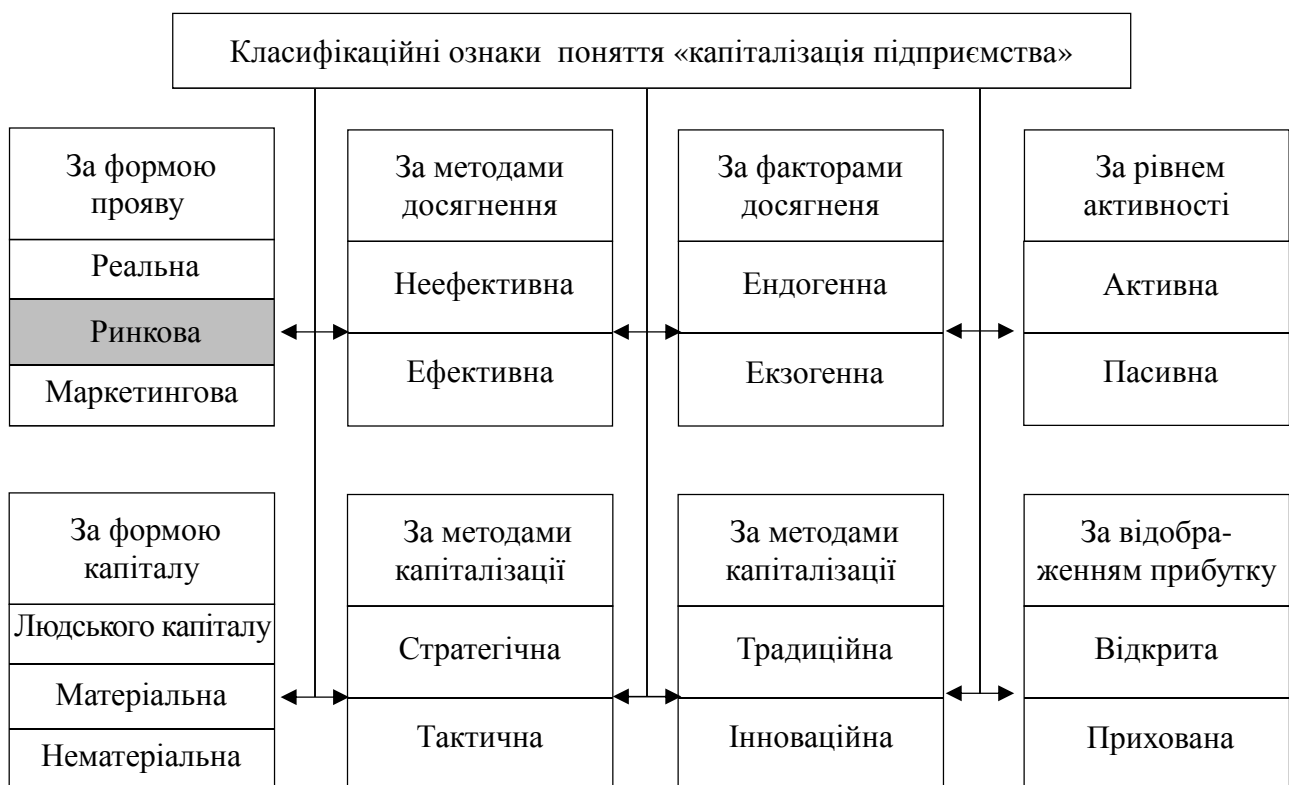 Класифікаційні ознаки поняття «капіталізація підприємства»
За формою
прояву
Реальна
Ринкова
Маркетингова
За методами
досягнення
Неефективна
Ефективна
За факторами
досягненя
Ендогенна
Екзогенна
За рівнем
активності
Активна
Пасивна
За формою
капіталу
Людського капіталу
Матеріальна
Нематеріальна
За методами
капіталізації
Стратегічна
Тактична
За методами
капіталізації
Традиційна
Інноваційна
За відобра-
женням прибутку
Відкрита
Прихована